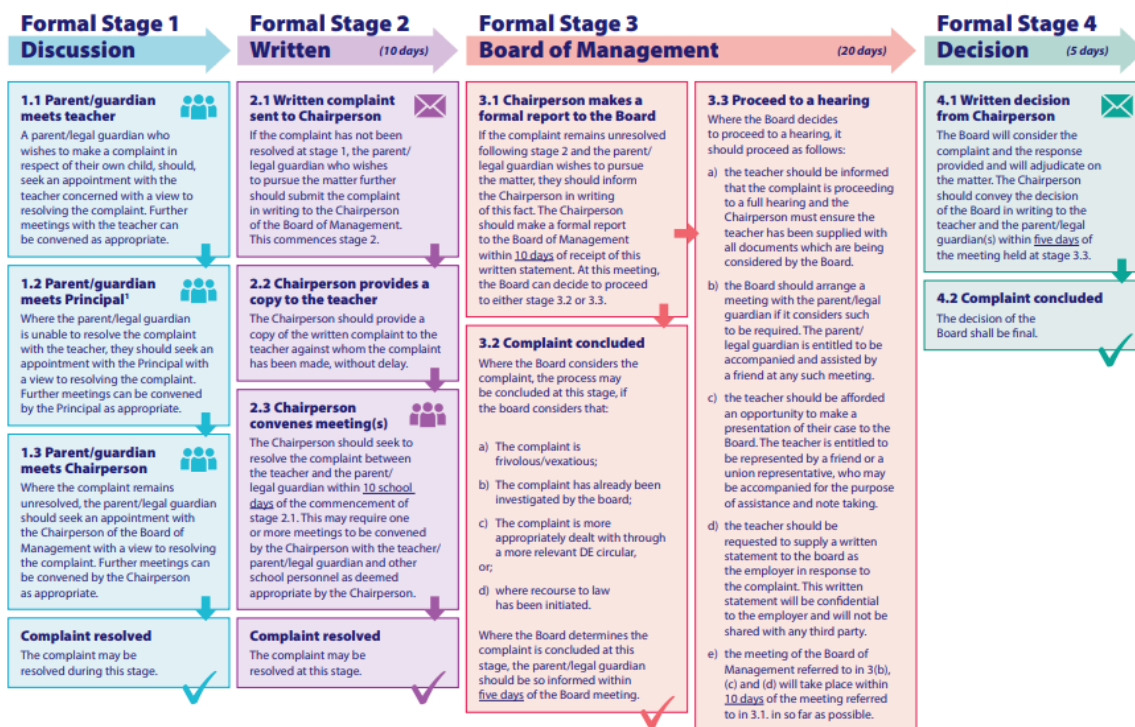 Formal Stage 1
Discussion
1.1 Parent/guardian
meets teacher
A parent/legal guardian who
wishes to make a complaint in
respect of their own child, should,
seek an appointment with the
teacher concerned with a view to
resolving the complaint. Further
meetings with the teacher can
be convened as appropriate.
1.2 Parent/guardian
meets Principal¹
Where the parent/legal guardian
is unable to resolve the complaint
with the teacher, they should seek an
appointment with the Principal with
a view to resolving the complaint.
Further meetings can be convened
by the Principal as appropriate.
1.3 Parent/guardian
meets Chairperson
Where the complaint remains
unresolved, the parent/legal guardian
should seek an appointment with
the Chairperson of the Board of
Management with a view to resolving
the complaint. Further meetings can
be convened by the Chairperson
as appropriate.
Complaint resolved
The complaint may be
resolved during this stage.
Formal Stage 2
Written (10 days)
2.1 Written complaint
sent to Chairperson
If the complaint has not been
resolved at stage 1, the parent/
legal guardian who wishes
to pursue the matter further
should submit the complaint
in writing to the Chairperson
of the Board of Management.
This commences stage 2.
2.2 Chairperson provides a
copy to the teacher
The Chairperson should provide a
copy of the written complaint to the
teacher against whom the complaint
has been made, without delay.
2.3 Chairperson
convenes meeting(s)
The Chairperson should seek to
resolve the complaint between
the teacher and the parent/
legal guardian within 10 school
days of the commencement of
stage 2.1. This may require one
or more meetings to be convened
by the Chairperson with the teacher/
parent/legal guardian and other
school personnel as deemed
appropriate by the Chairperson.
Complaint resolved
The complaint may be
resolved at this stage.
Formal Stage 3
Board of Management (20 days)
3.1 Chairperson makes a
formal report to the Board
If the complaint remains unresolved
following stage 2 and the parent/
legal guardian wishes to pursue
the matter, they should inform
the Chairperson in writing
of this fact. The Chairperson
should make a formal report
to the Board of Management
within 10 days of receipt of this
written statement. At this meeting,
the Board can decide to proceed
to either stage 3.2 or 3.3.
3.2 Complaint concluded
Where the Board considers the
complaint, the process may
be concluded at this stage, if
the board considers that:
a) The complaint is
frivolous/vexatious;
b) The complaint has already been
investigated by the board;
c) The complaint is more
appropriately dealt with through
a more relevant DE circular,
or;
d) where recourse to law
has been initiated.
Where the Board determines the
complaint is concluded at this
stage, the parent/legal guardian
should be so informed within
five days of the Board meeting.
3.3 Proceed to a hearing
Where the Board decides
to proceed to a hearing, it
should proceed as follows:
a) the teacher should be informed
that the complaint is proceeding
to a full hearing and the
Chairperson must ensure the
teacher has been supplied with
all documents which are being
considered by the Board.
b) the Board should arrange a
meeting with the parent/legal
guardian if it considers such
to be required. The parent/
legal guardian is entitled to be
accompanied and assisted by
a friend at any such meeting.
c) the teacher should be afforded
an opportunity to make a
presentation of their case to the
Board. The teacher is entitled to
be represented by a friend or a
union representative, who may
be accompanied for the purpose
of assistance and note taking.
d) the teacher should be
requested to supply a written
statement to the board as
the employer in response to
the complaint. This written
statement will be confidential
to the employer and will not be
shared with any third party.
e) the meeting of the Board of
Management referred to in 3(b),
(c) and (d) will take place within
10 days of the meeting referred
to in 3.1. in so far as possible.
Formal Stage 4
Decision (5 days)
4.1 Written decision
from Chairperson
The Board will consider the
complaint and the response
provided and will adjudicate on
the matter. The Chairperson
should convey the decision
of the Board in writing to the
teacher and the parent/legal
guardian(s) within five days of
the meeting held at stage 3.3.
4.2 Complaint concluded
The decision of the
Board shall be final.